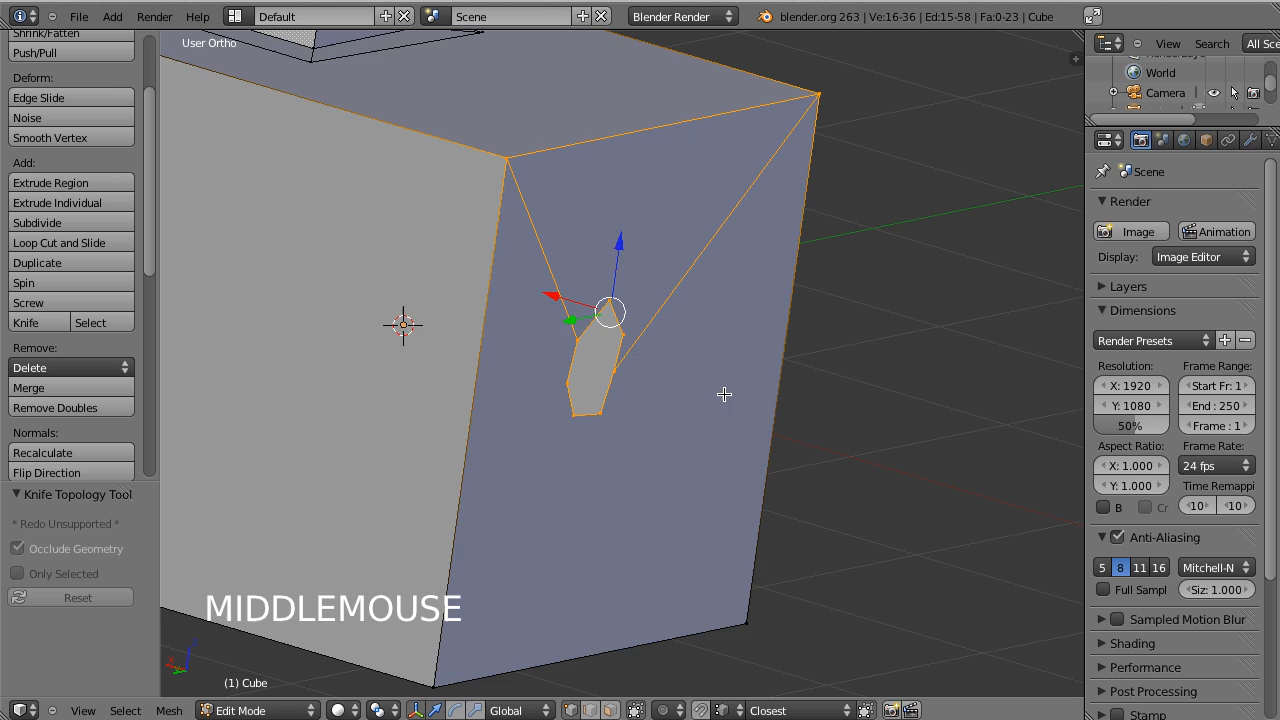 File Add Render Help Default Scene Blender Render blender.org 263 | Ve:16-36 | Ed:15-58 | Fa:0-23 | Cube
Shrink/Fatten
Push/Pull
Deform:
Edge Slide
Noise
Smooth Vertex
Add:
Extrude Region
Extrude Individual
Subdivide
Loop Cut and Slide
Duplicate
Spin
Screw
Knife Select
Remove:
Delete
Merge
Remove Doubles
Normals:
Recalculate
Flip Direction
Knife Topology Tool
* Redo Unsupported *
Occlude Geometry
Only Selected
Reset
User Ortho
MIDDLEMOUSE
(1) Cube
View Select Mesh Edit Mode Global Closest
View Search All Sce
World
Camera
Scene
Render
Image Animation
Display: Image Editor
Layers
Dimensions
Render Presets
Resolution: Frame Range:
X: 1920 Start Fr: 1
Y: 1080 End : 250
50% Frame : 1
Aspect Ratio: Frame Rate:
X: 1.000 24 fps
Y: 1.000 Time Remappi
B Cr 10 10
Anti-Aliasing
5 8 11 16 Mitchell-N
Full Sampl Siz: 1.000
Sampled Motion Blur
Shading
Performance
Post Processing
Stamp